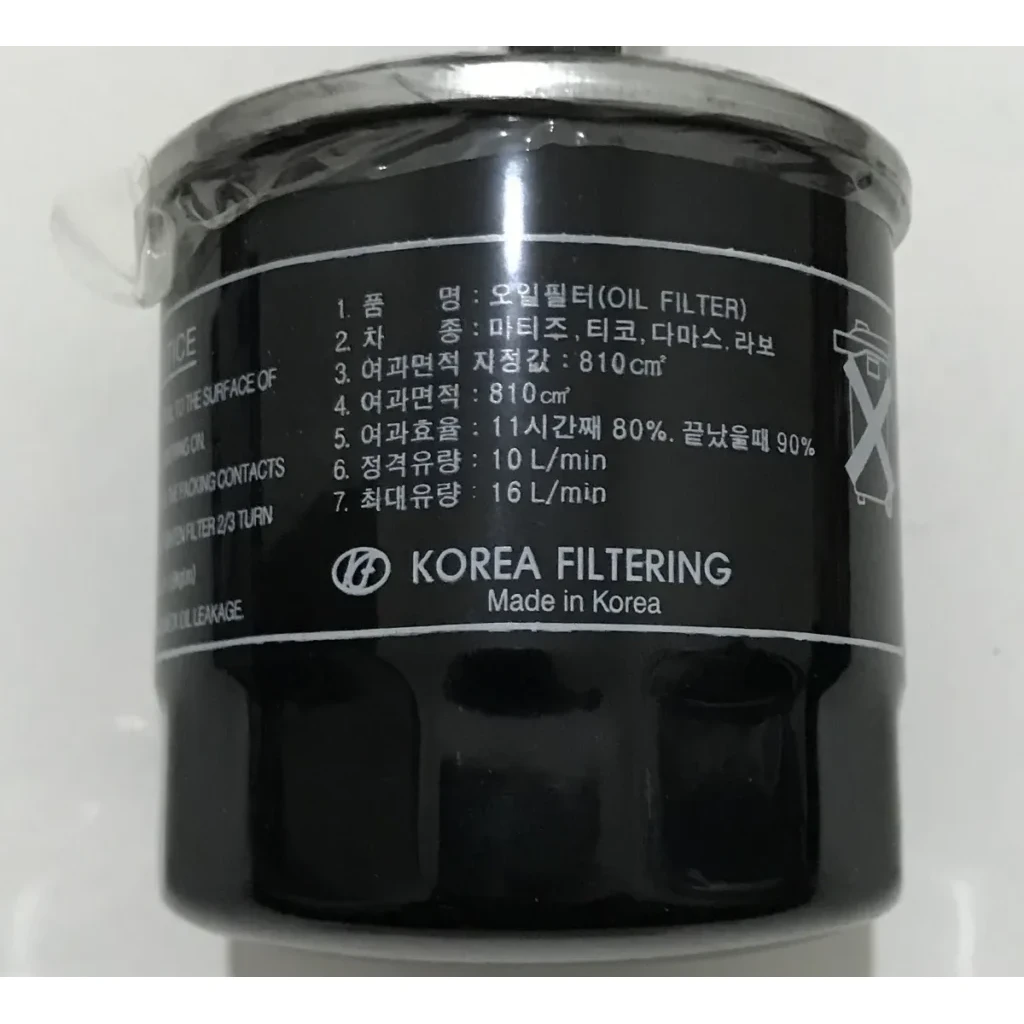 TICE
TO THE SURFACE OF
ON.
THE PACKING CONTACTS
FILTER 2/3 TURN
OIL LEAKAGE.
1. 품 명 : 오일필터(OIL FILTER)
2. 차 종 : 마티즈, 티코, 다마스, 라보
3. 여과면적 지정값 : 810㎠
4. 여과면적 : 810㎠
5. 여과효율 : 11시간째 80%. 끝났을때 90%
6. 정격유량 : 10 L/min
7. 최대유량 : 16 L/min
Kf KOREA FILTERING
Made in Korea